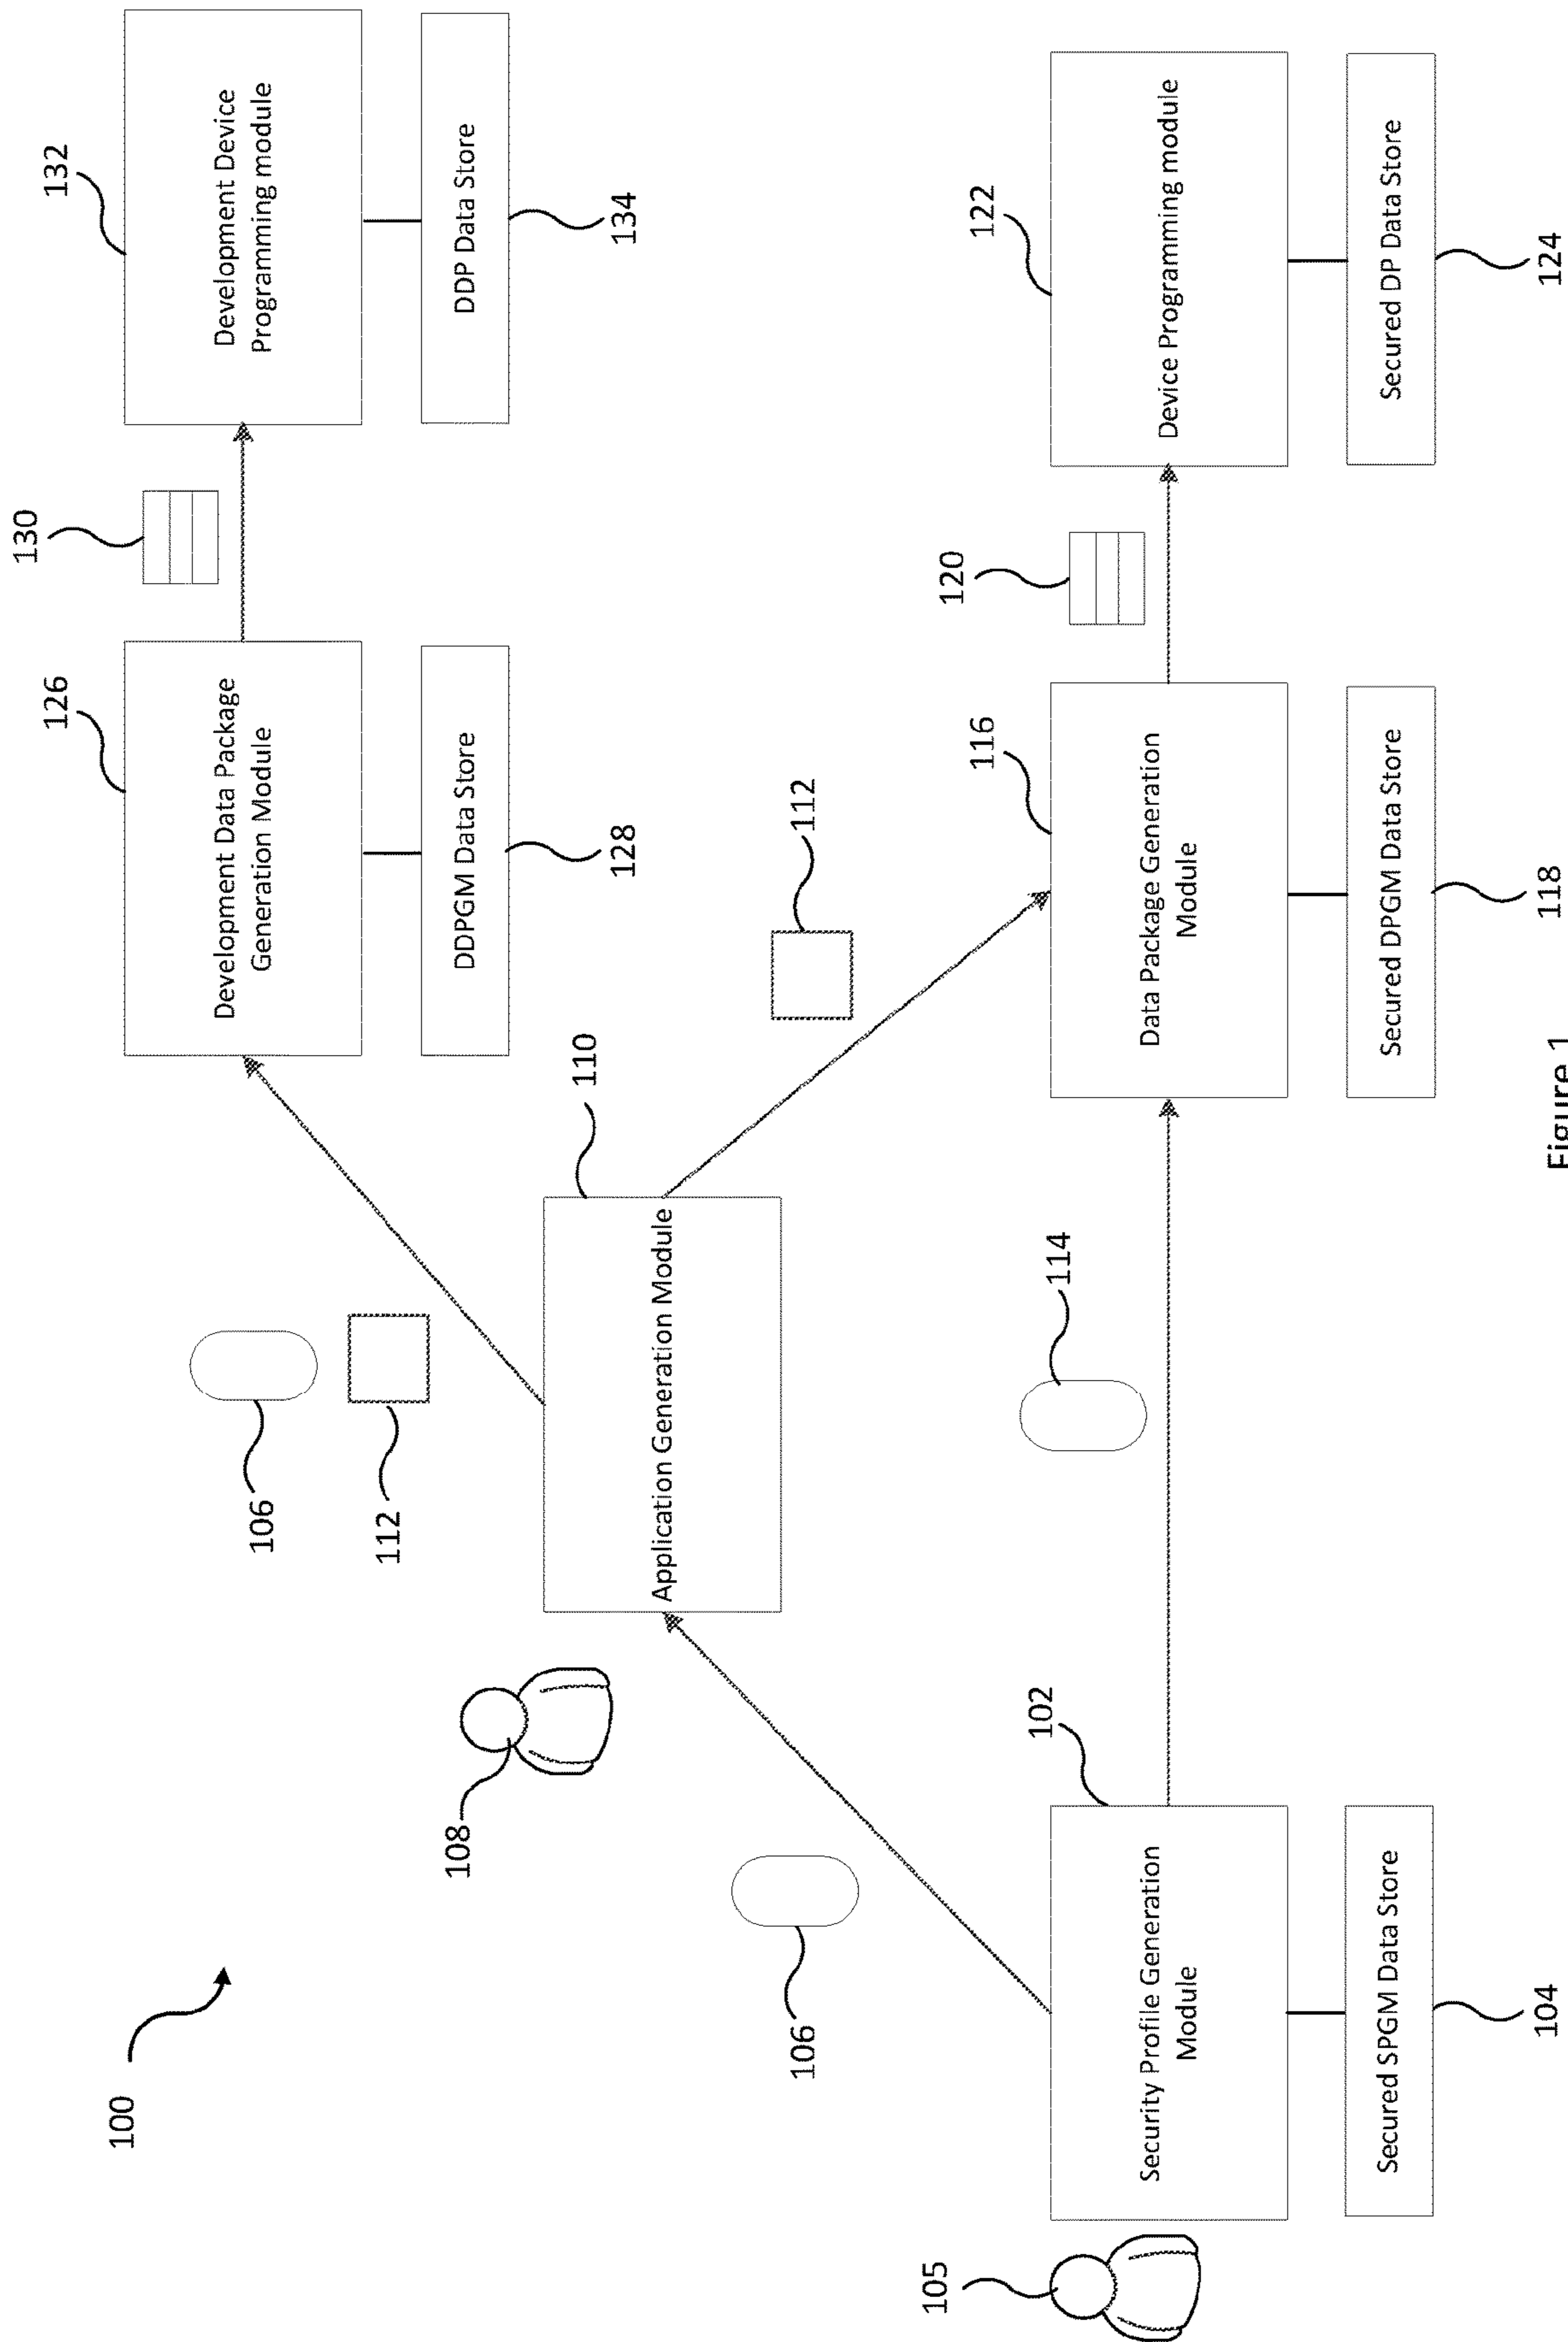 100
126
130
132
Development Data Package
Generation Module
Development Device
Programming module
106
DDPGM Data Store
DDP Data Store
112
128
134
108
110
Application Generation Module
106
112
105
102
114
116
120
122
Security Profile Generation
Module
Data Package Generation
Module
Device Programming module
Secured SPGM Data Store
Secured DPGM Data Store
Secured DP Data Store
104
118
124
Figure 1